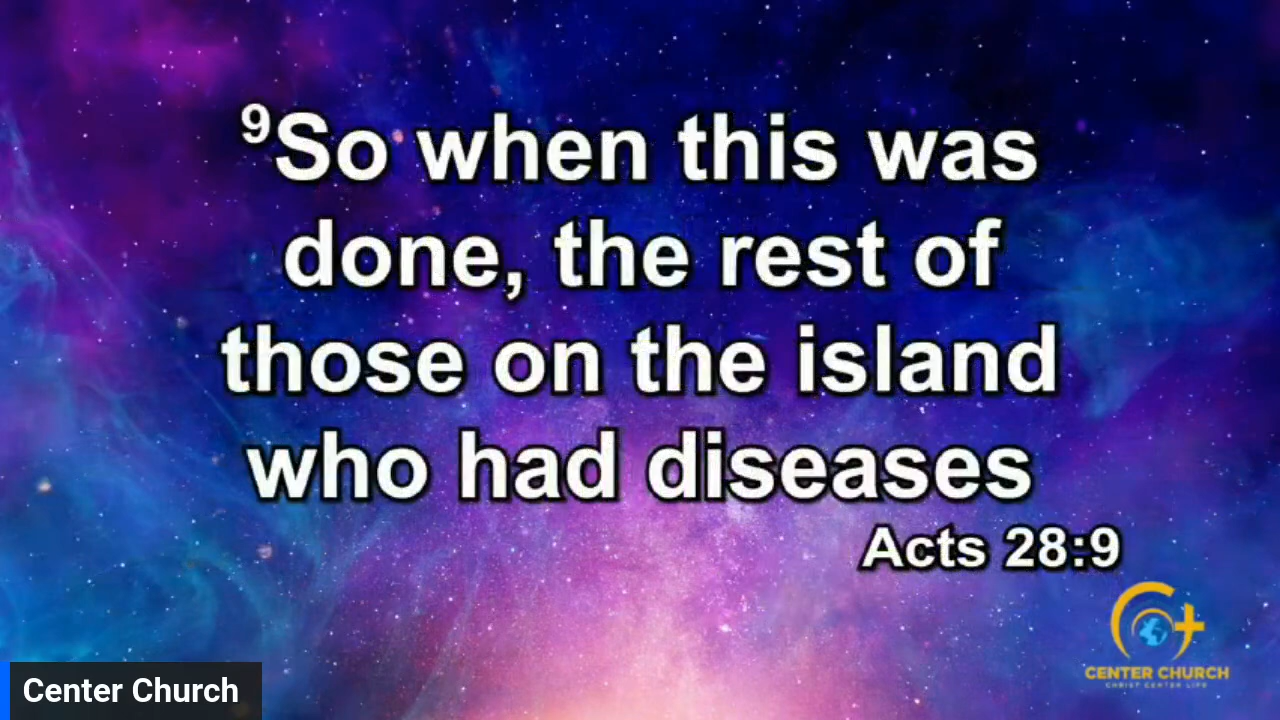 ⁹So when this was
done, the rest of
those on the island
who had diseases
Acts 28:9
CENTER CHURCH
CHRIST CENTER LIFE
Center Church